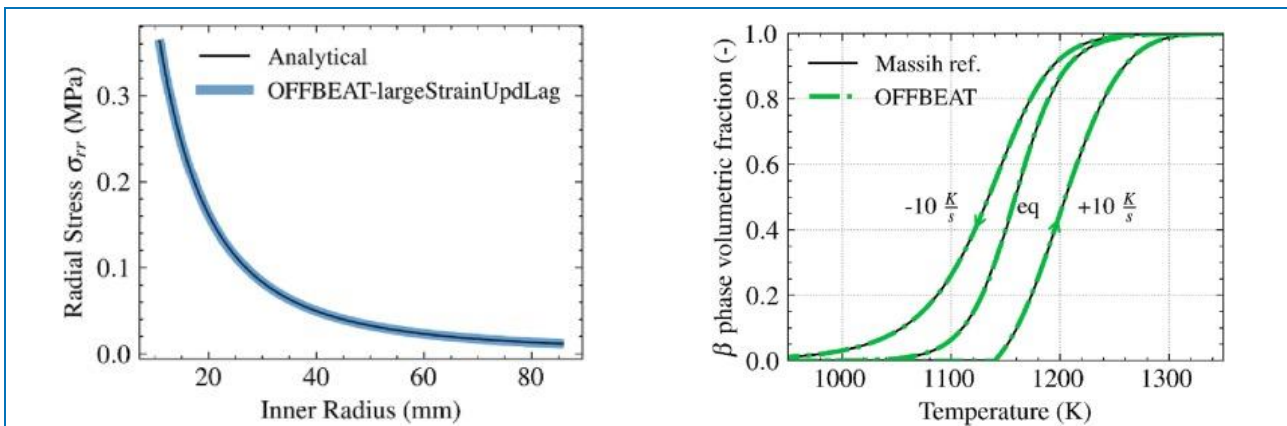 Analytical
OFFBEAT-largeStrainUpdLag
Radial Stress σrr (MPa)
0.3
0.2
0.1
0.0
20 40 60 80
Inner Radius (mm)
Massih ref.
OFFBEAT
β phase volumetric fraction (-)
1.0
0.8
0.6
0.4
0.2
0.0
-10 K/s
eq
+10 K/s
1000 1100 1200 1300
Temperature (K)